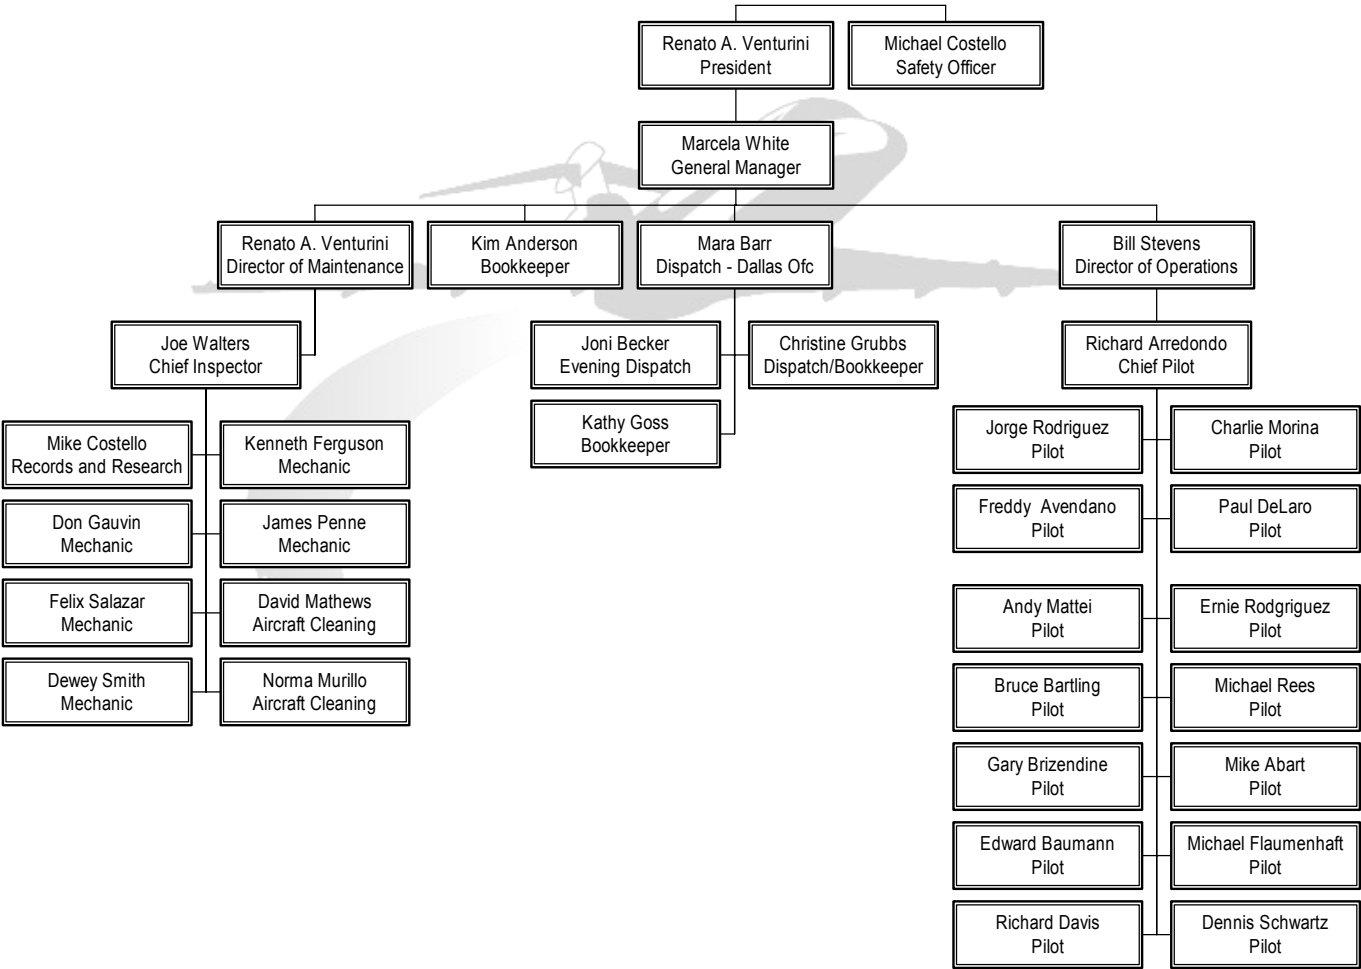 Renato A. Venturini
President
Michael Costello
Safety Officer
Marcela White
General Manager
Renato A. Venturini
Director of Maintenance
Kim Anderson
Bookkeeper
Mara Barr
Dispatch - Dallas Ofc
Bill Stevens
Director of Operations
Joe Walters
Chief Inspector
Joni Becker
Evening Dispatch
Christine Grubbs
Dispatch/Bookkeeper
Richard Arredondo
Chief Pilot
Kathy Goss
Bookkeeper
Mike Costello
Records and Research
Kenneth Ferguson
Mechanic
Don Gauvin
Mechanic
James Penne
Mechanic
Felix Salazar
Mechanic
David Mathews
Aircraft Cleaning
Dewey Smith
Mechanic
Norma Murillo
Aircraft Cleaning
Jorge Rodriguez
Pilot
Charlie Morina
Pilot
Freddy  Avendano
Pilot
Paul DeLaro
Pilot
Andy Mattei
Pilot
Ernie Rodgriguez
Pilot
Bruce Bartling
Pilot
Michael Rees
Pilot
Gary Brizendine
Pilot
Mike Abart
Pilot
Edward Baumann
Pilot
Michael Flaumenhaft
Pilot
Richard Davis
Pilot
Dennis Schwartz
Pilot